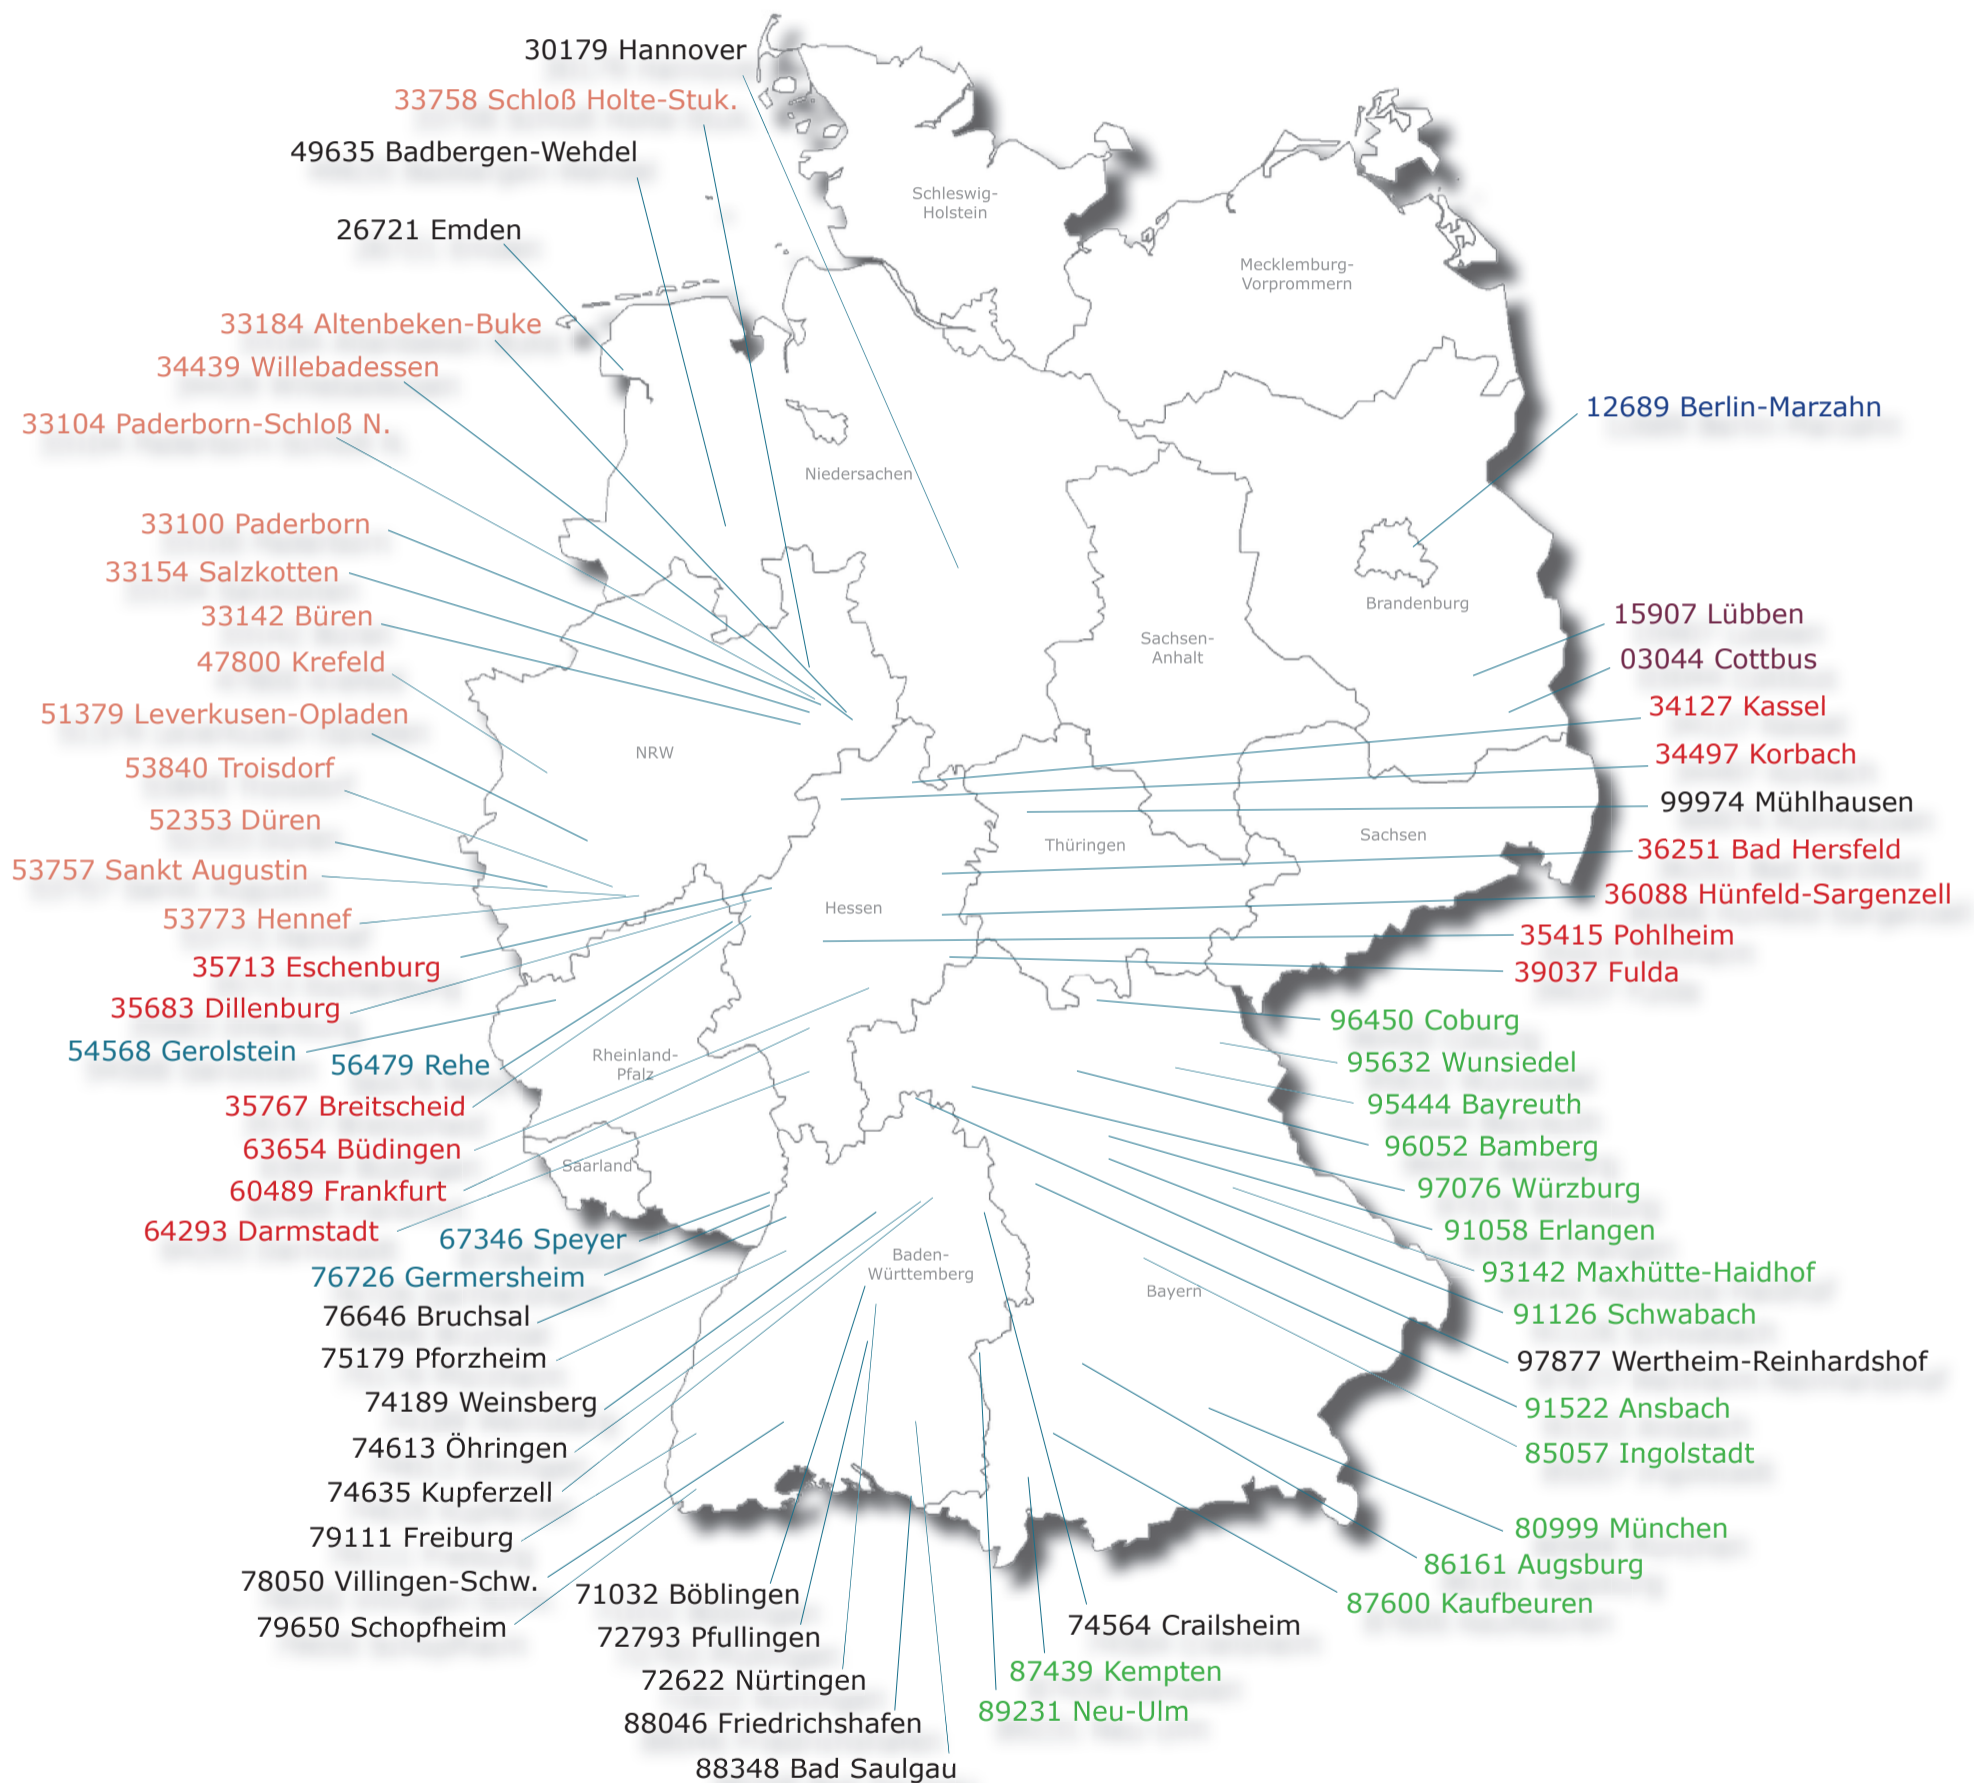 30179 Hannover
33758 Schloß Holte-Stuk.
49635 Badbergen-Wehdel
26721 Emden
33184 Altenbeken-Buke
34439 Willebadessen
33104 Paderborn-Schloß N.
33100 Paderborn
33154 Salzkotten
33142 Büren
47800 Krefeld
51379 Leverkusen-Opladen
53840 Troisdorf
52353 Düren
53757 Sankt Augustin
53773 Hennef
35713 Eschenburg
35683 Dillenburg
54568 Gerolstein
56479 Rehe
35767 Breitscheid
63654 Büdingen
60489 Frankfurt
64293 Darmstadt
67346 Speyer
76726 Germersheim
76646 Bruchsal
75179 Pforzheim
74189 Weinsberg
74613 Öhringen
74635 Kupferzell
79111 Freiburg
78050 Villingen-Schw.
79650 Schopfheim
71032 Böblingen
72793 Pfullingen
72622 Nürtingen
88046 Friedrichshafen
88348 Bad Saulgau
Schleswig-
Holstein
Mecklemburg-
Vorprommern
Niedersachen
Brandenburg
Sachsen-
Anhalt
NRW
Thüringen
Sachsen
Hessen
Rheinland-
Pfalz
Saarland
Baden-
Württemberg
Bayern
12689 Berlin-Marzahn
15907 Lübben
03044 Cottbus
34127 Kassel
34497 Korbach
99974 Mühlhausen
36251 Bad Hersfeld
36088 Hünfeld-Sargenzell
35415 Pohlheim
39037 Fulda
96450 Coburg
95632 Wunsiedel
95444 Bayreuth
96052 Bamberg
97076 Würzburg
91058 Erlangen
93142 Maxhütte-Haidhof
91126 Schwabach
97877 Wertheim-Reinhardshof
91522 Ansbach
85057 Ingolstadt
80999 München
86161 Augsburg
87600 Kaufbeuren
74564 Crailsheim
87439 Kempten
89231 Neu-Ulm